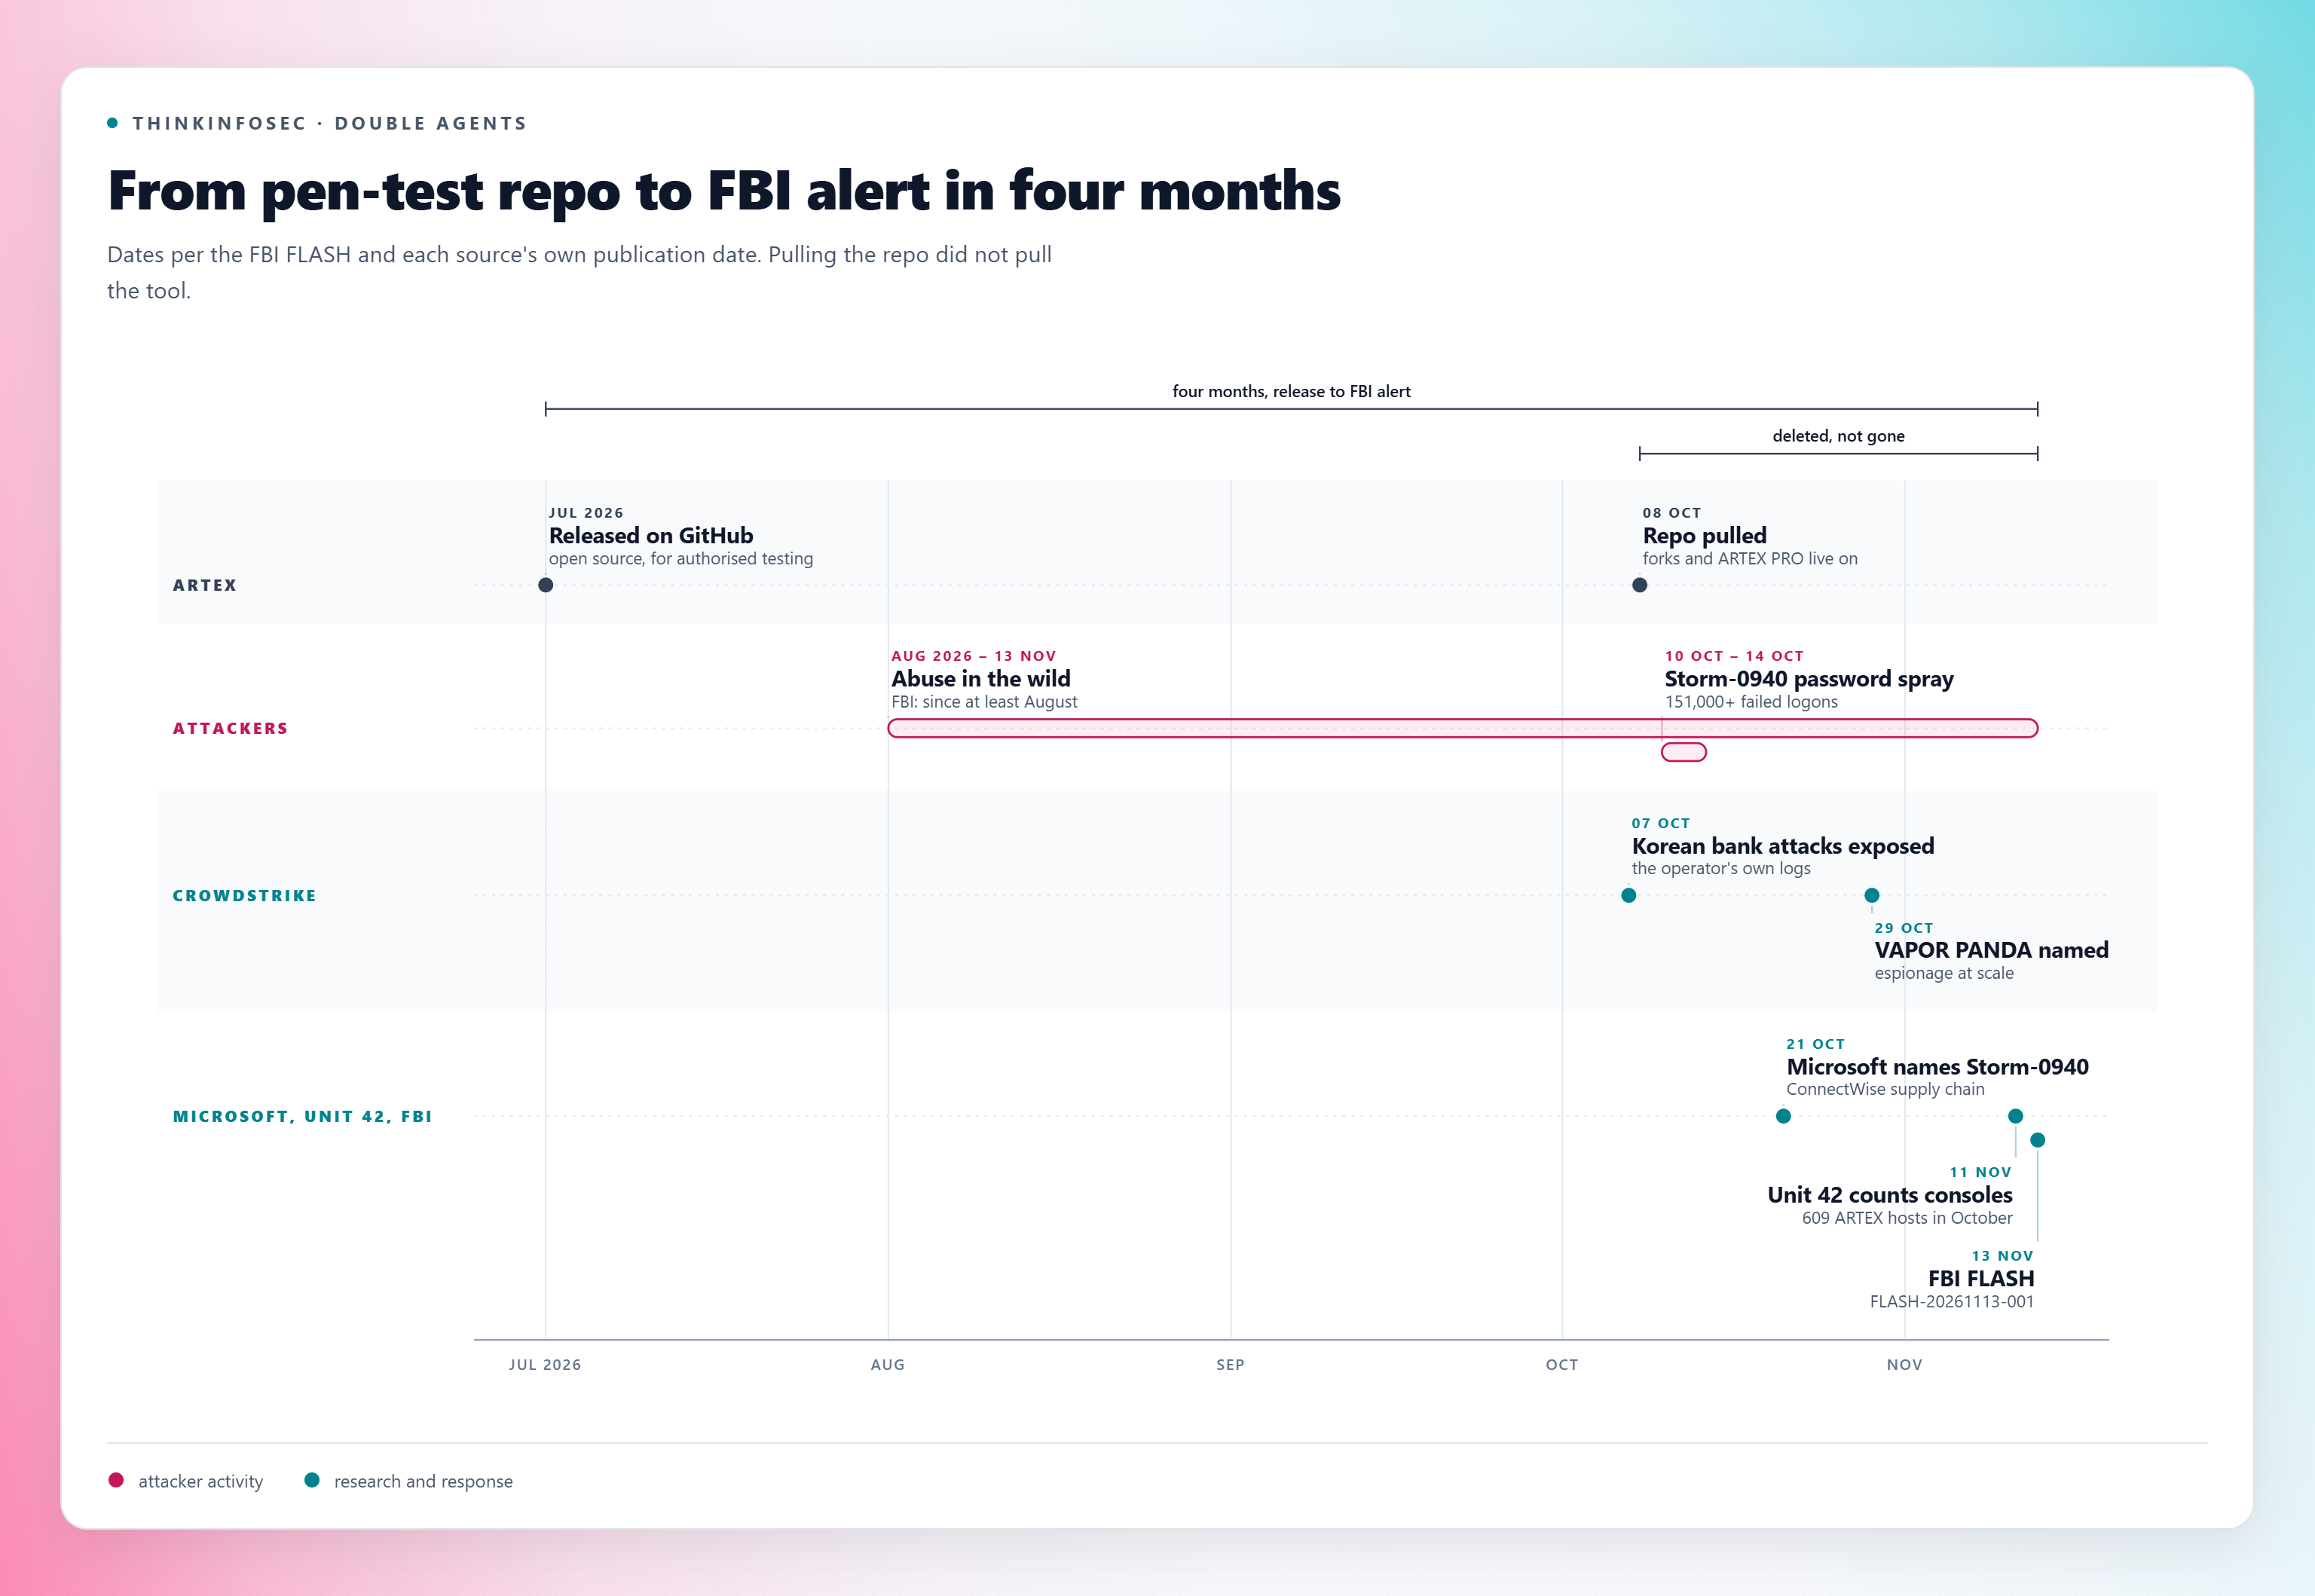 THINKINFOSEC · DOUBLE AGENTS
From pen-test repo to FBI alert in four months
Dates per the FBI FLASH and each source's own publication date. Pulling the repo did not pull
the tool.
four months, release to FBI alert
deleted, not gone
JUL 2026
Released on GitHub
open source, for authorised testing
08 OCT
Repo pulled
forks and ARTEX PRO live on
ARTEX
AUG 2026 – 13 NOV
Abuse in the wild
FBI: since at least August
10 OCT – 14 OCT
Storm-0940 password spray
151,000+ failed logons
ATTACKERS
07 OCT
Korean bank attacks exposed
the operator's own logs
CROWDSTRIKE
29 OCT
VAPOR PANDA named
espionage at scale
21 OCT
Microsoft names Storm-0940
ConnectWise supply chain
MICROSOFT, UNIT 42, FBI
11 NOV
Unit 42 counts consoles
609 ARTEX hosts in October
13 NOV
FBI FLASH
FLASH-20261113-001
JUL 2026
AUG
SEP
OCT
NOV
attacker activity
research and response